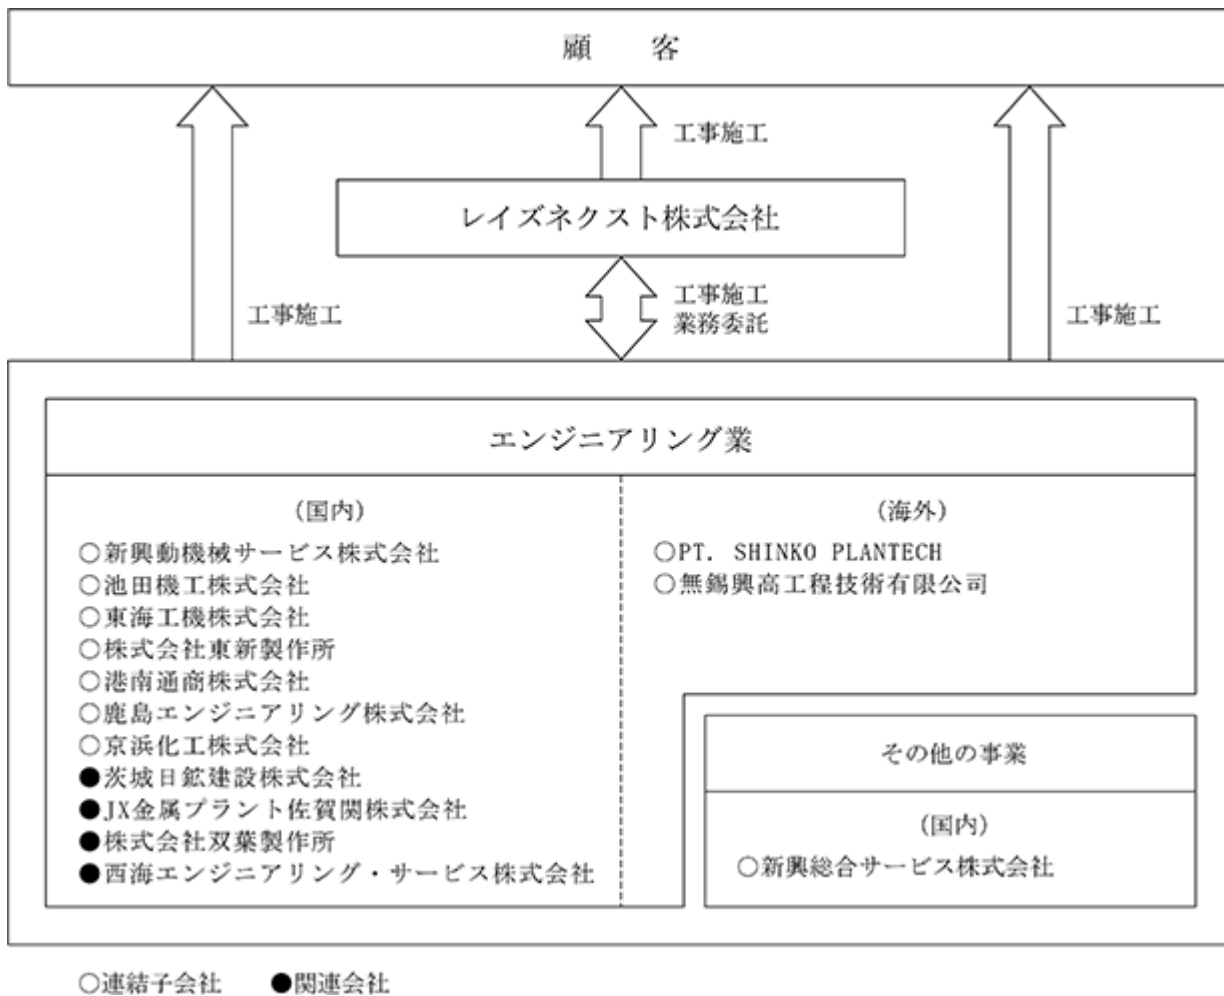 顧　客
工事施工
レイズネクスト株式会社
工事施工
工事施工
業務委託
工事施工
エンジニアリング業
(国内)
○新興動機械サービス株式会社
○池田機工株式会社
○東海工機株式会社
○株式会社東新製作所
○港南通商株式会社
○鹿島エンジニアリング株式会社
○京浜化工株式会社
●茨城日鉱建設株式会社
●JX金属プラント佐賀関株式会社
●株式会社双葉製作所
●西海エンジニアリング・サービス株式会社
(海外)
○PT. SHINKO PLANTECH
○無錫興高工程技術有限公司
その他の事業
(国内)
○新興総合サービス株式会社
○連結子会社　●関連会社